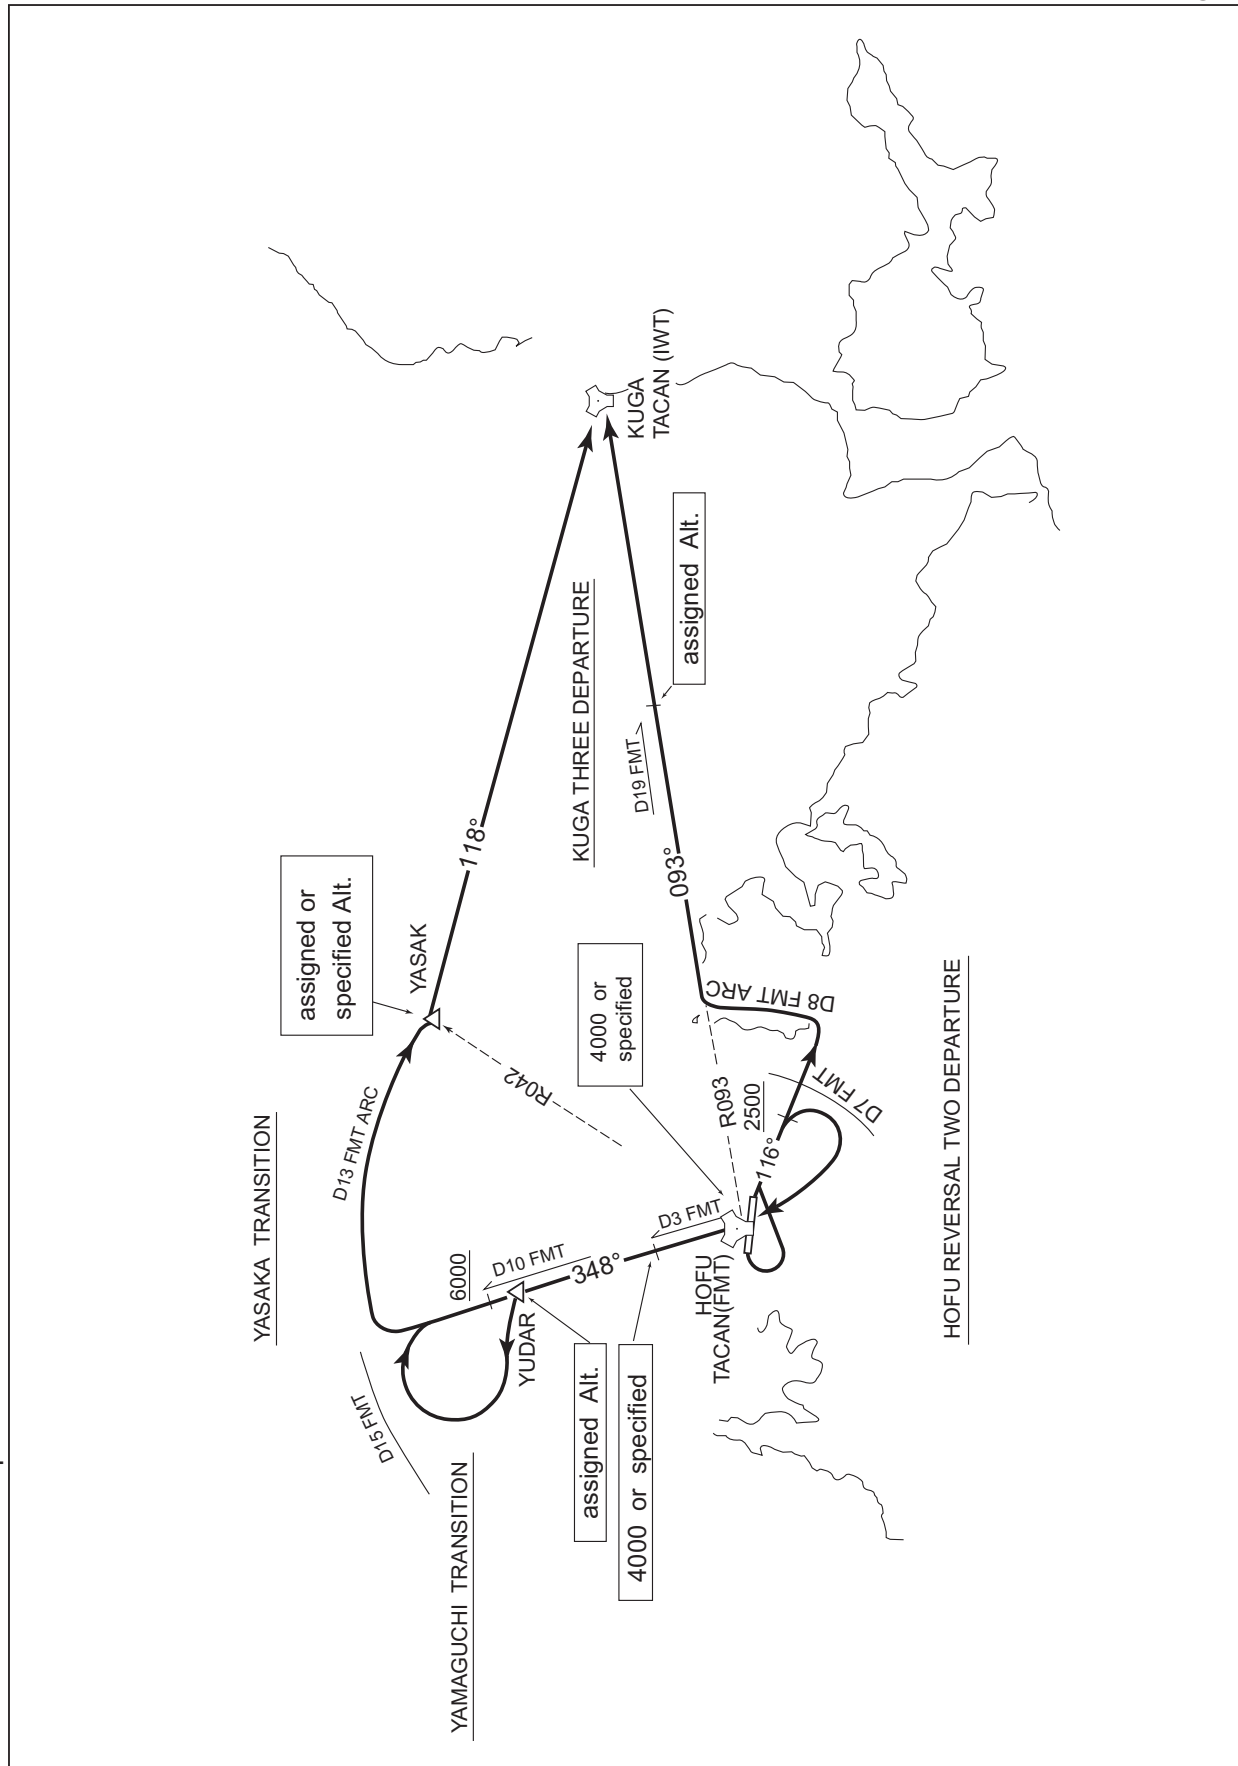 YASAKA TRANSITION
assigned or
specified Alt.
YASAK
D13 FMT ARC
118°
R042
KUGA
TACAN (IWT)
KUGA THREE DEPARTURE
assigned Alt.
D19 FMT
093°
4000 or
specified
D8 FMT ARC
R093
2500
D7 FMT
116°
D3 FMT
HOFU
TACAN(FMT)
348°
D10 FMT
6000
YUDAR
D15 FMT
assigned Alt.
4000 or specified
YAMAGUCHI TRANSITION
HOFU REVERSAL TWO DEPARTURE